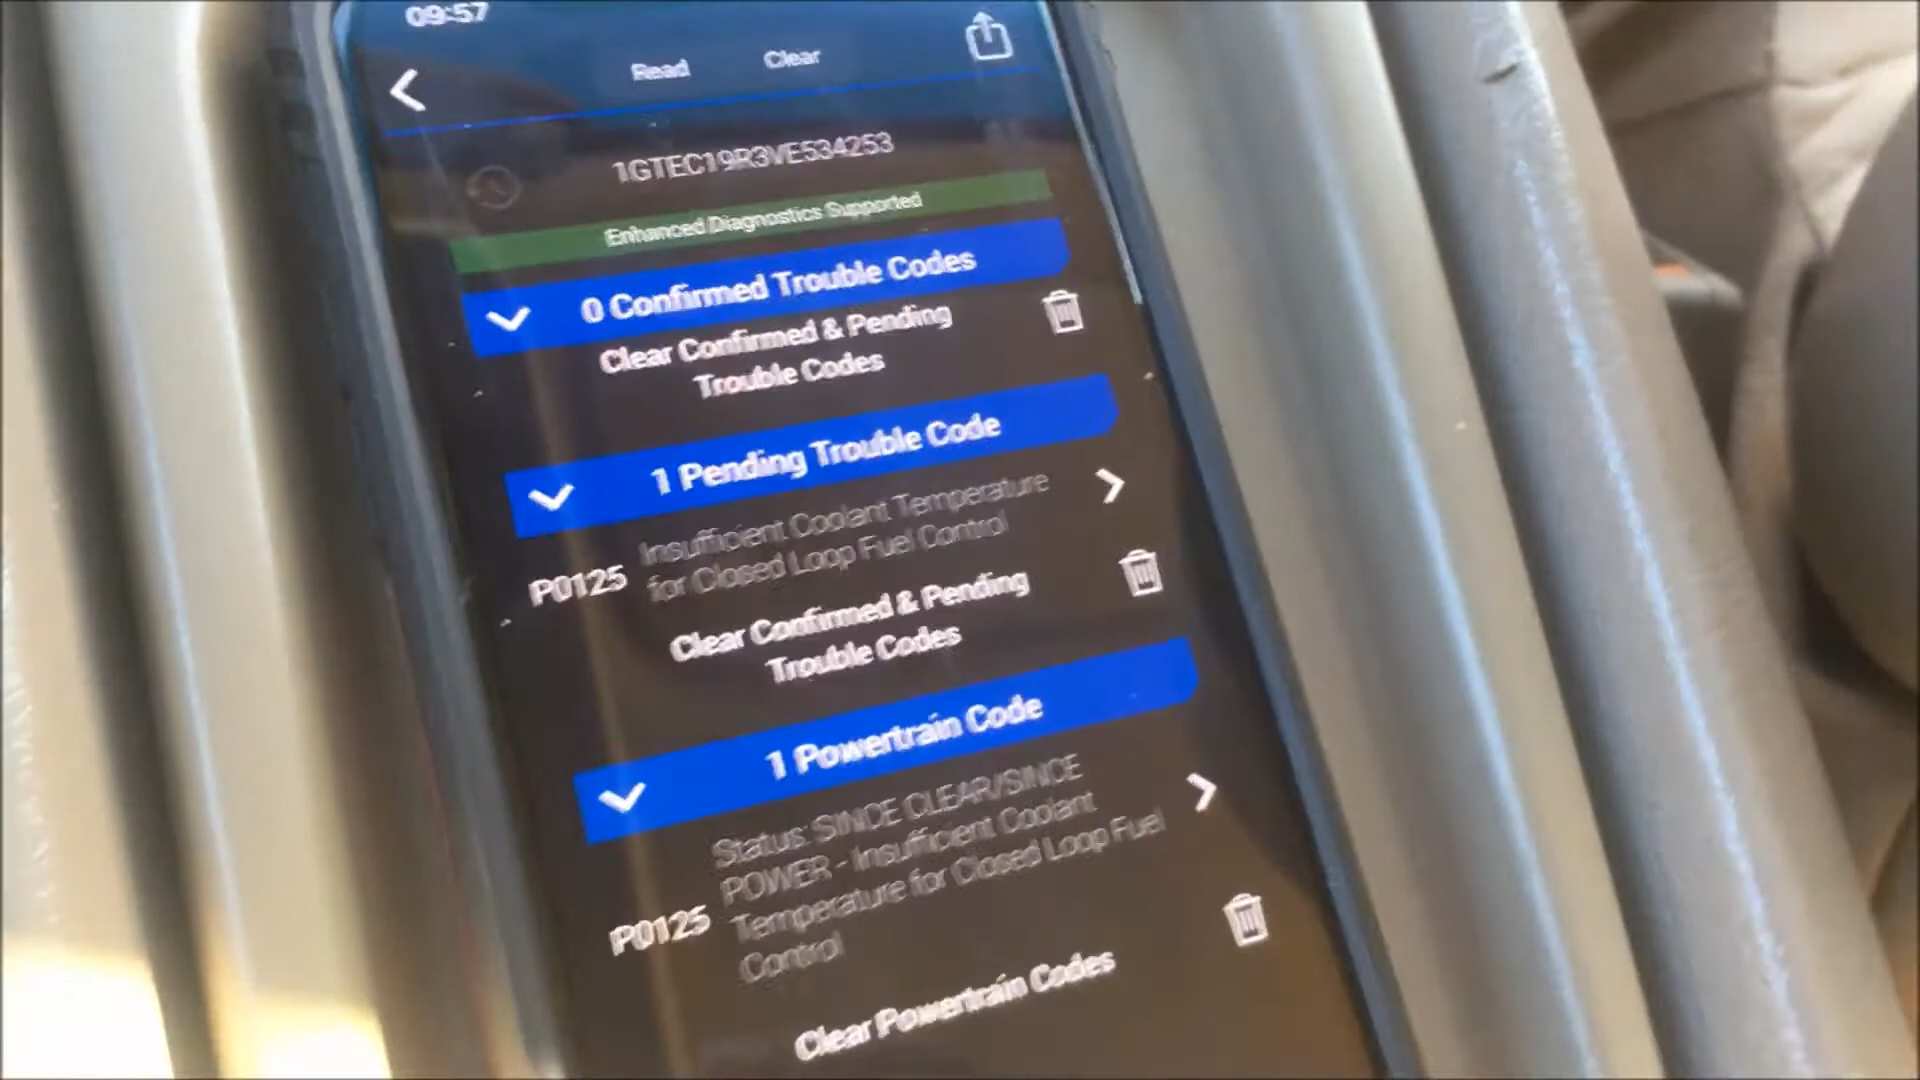 09:57
Read Clear
1GTEC19R3VE534253
Enhanced Diagnostics Supported
0 Confirmed Trouble Codes
Clear Confirmed & Pending
Trouble Codes
1 Pending Trouble Code
P0125
Insufficient Coolant Temperature
for Closed Loop Fuel Control
Clear Confirmed & Pending
Trouble Codes
1 Powertrain Code
P0125
Status: SINCE CLEAR/SINCE
POWER - Insufficient Coolant
Temperature for Closed Loop Fuel
Control
Clear Powertrain Codes